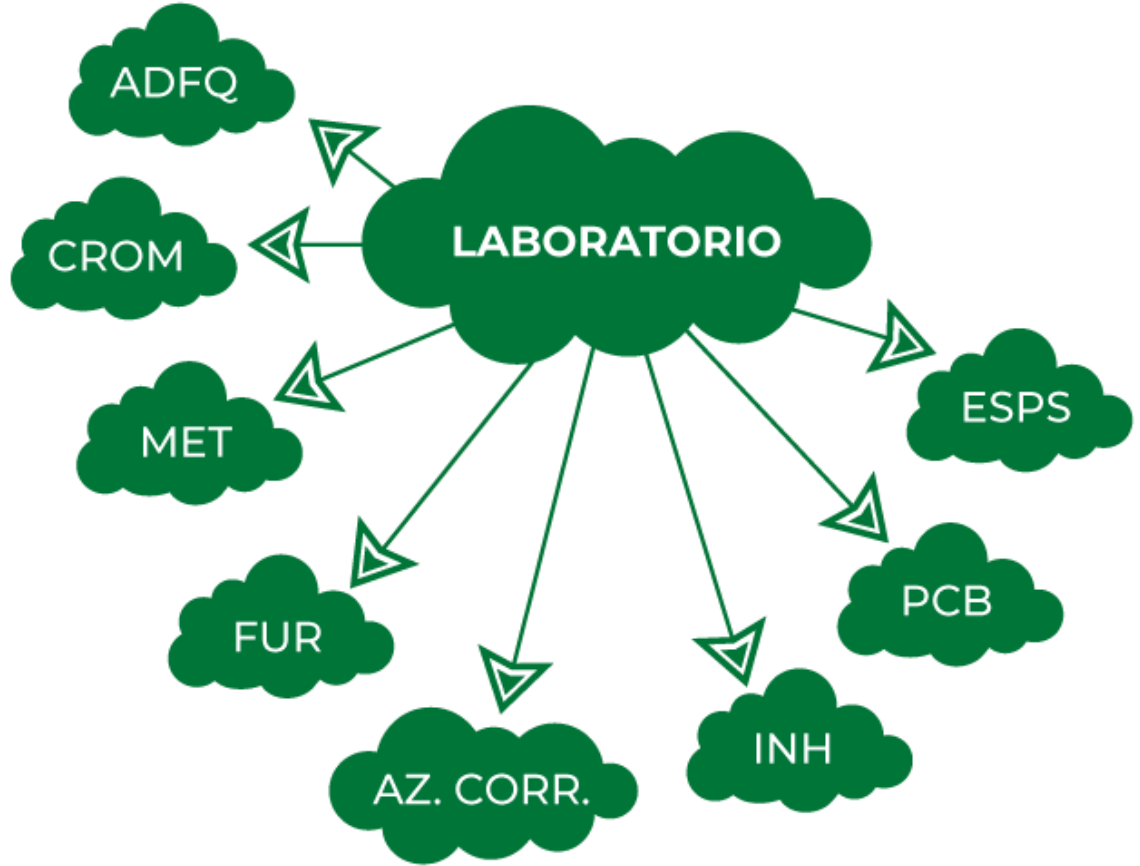 ADFQ
LABORATORIO
CROM
ESPS
MET
PCB
FUR
INH
AZ. CORR.